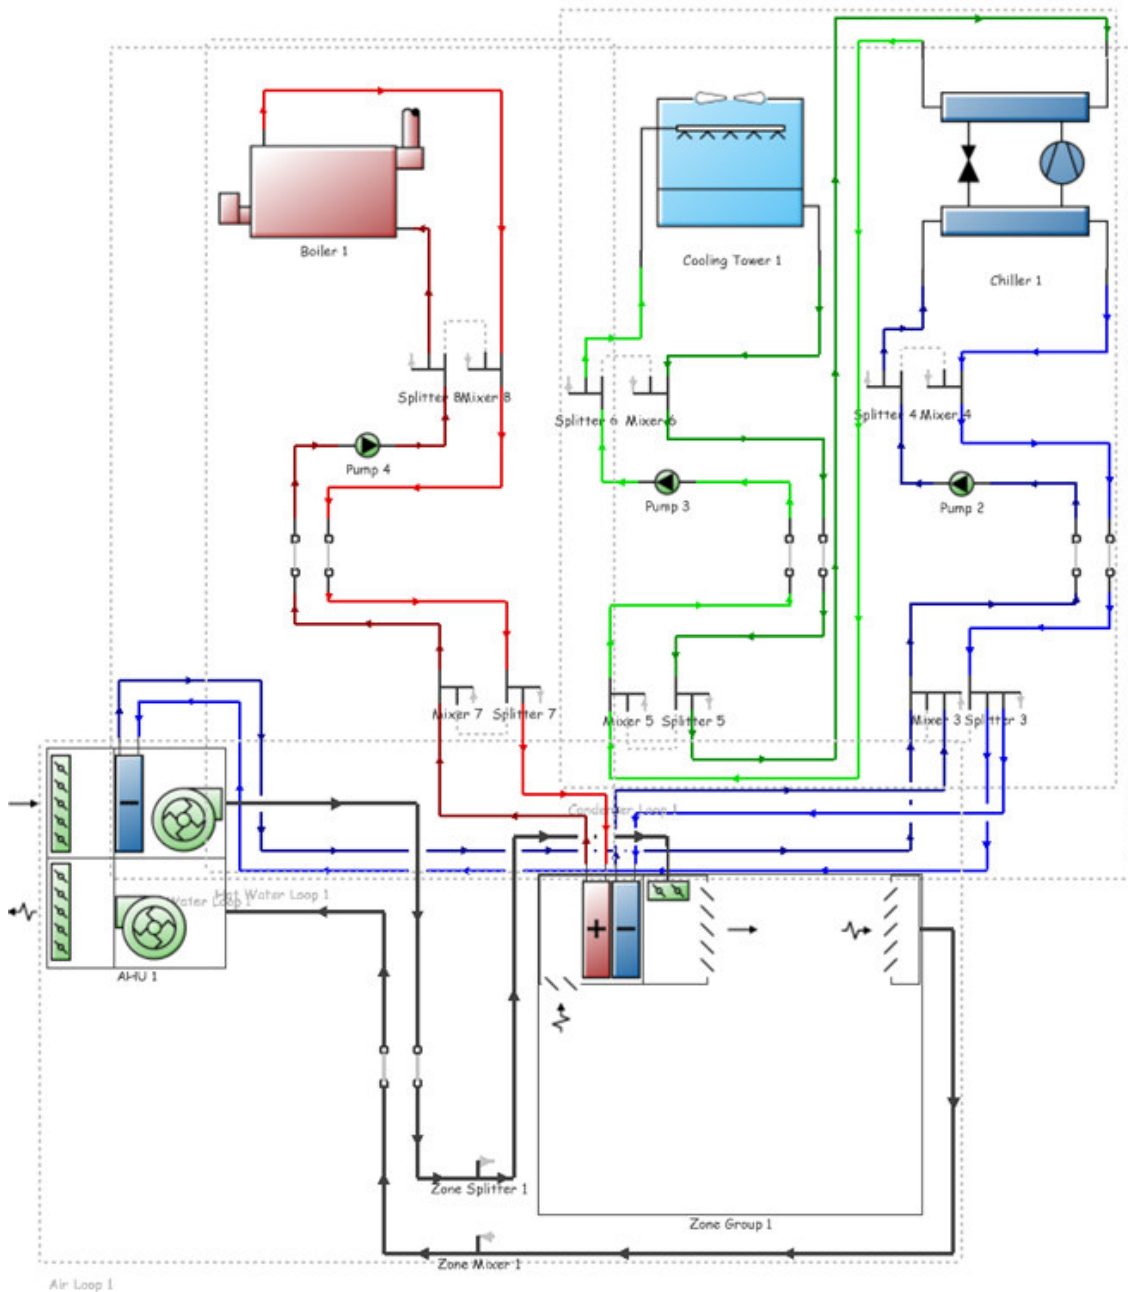 Boiler 1
Cooling Tower 1
Chiller 1
Splitter 8
Mixer 8
Splitter 6
Mixer 6
Splitter 4
Mixer 4
Pump 4
Pump 3
Pump 2
Mixer 7
Splitter 7
Mixer 5
Splitter 5
Mixer 3
Splitter 3
Condenser Loop 1
Hot Water Loop 1
Water Loop 1
AHU 1
Zone Splitter 1
Zone Group 1
Zone Mixer 1
Air Loop 1